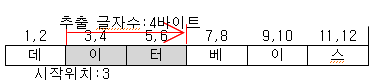 추출 글자수:4바이트
1,2 3,4 5,6 7,8 9,10 11,12
데 이 터 베 이 스
시작위치:3